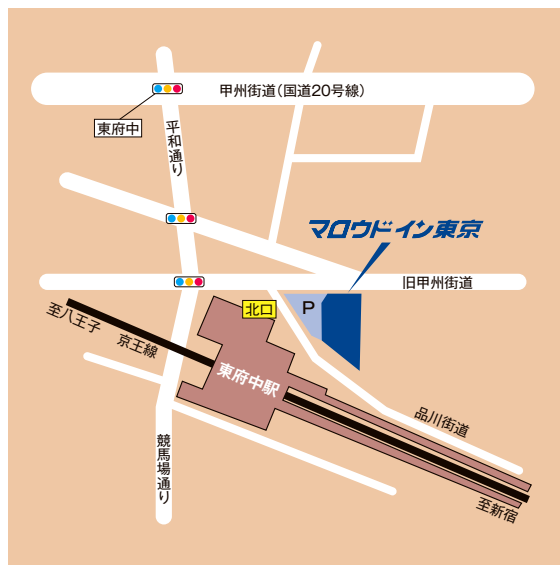 甲州街道(国道20号線)
東府中
平和通り
マロウドイン東京
旧甲州街道
北口
P
至八王子
京王線
東府中駅
品川街道
競馬場通り
至新宿